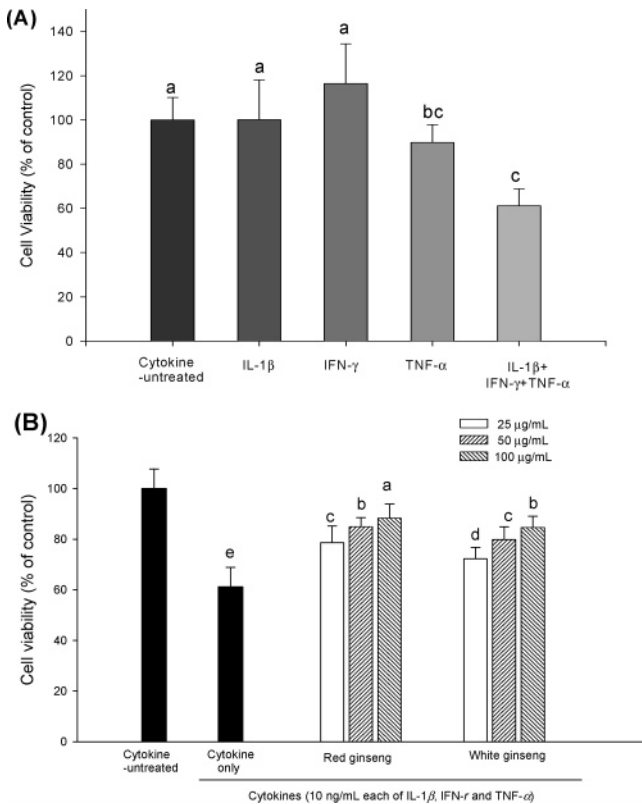 (A)
140
120
100
80
60
40
20
0
Cell Viability (% of control)
a
a
a
bc
c
Cytokine
-untreated
IL-1β
IFN-γ
TNF-α
IL-1β+
IFN-γ+TNF-α
(B)
120
100
80
60
40
20
0
Cell viability (% of control)
25 μg/mL
50 μg/mL
100 μg/mL
e
c
b
a
d
c
b
Cytokine
-untreated
Cytokine
only
Red ginseng
White ginseng
Cytokines (10 ng/mL each of IL-1β, IFN-r and TNF-α)